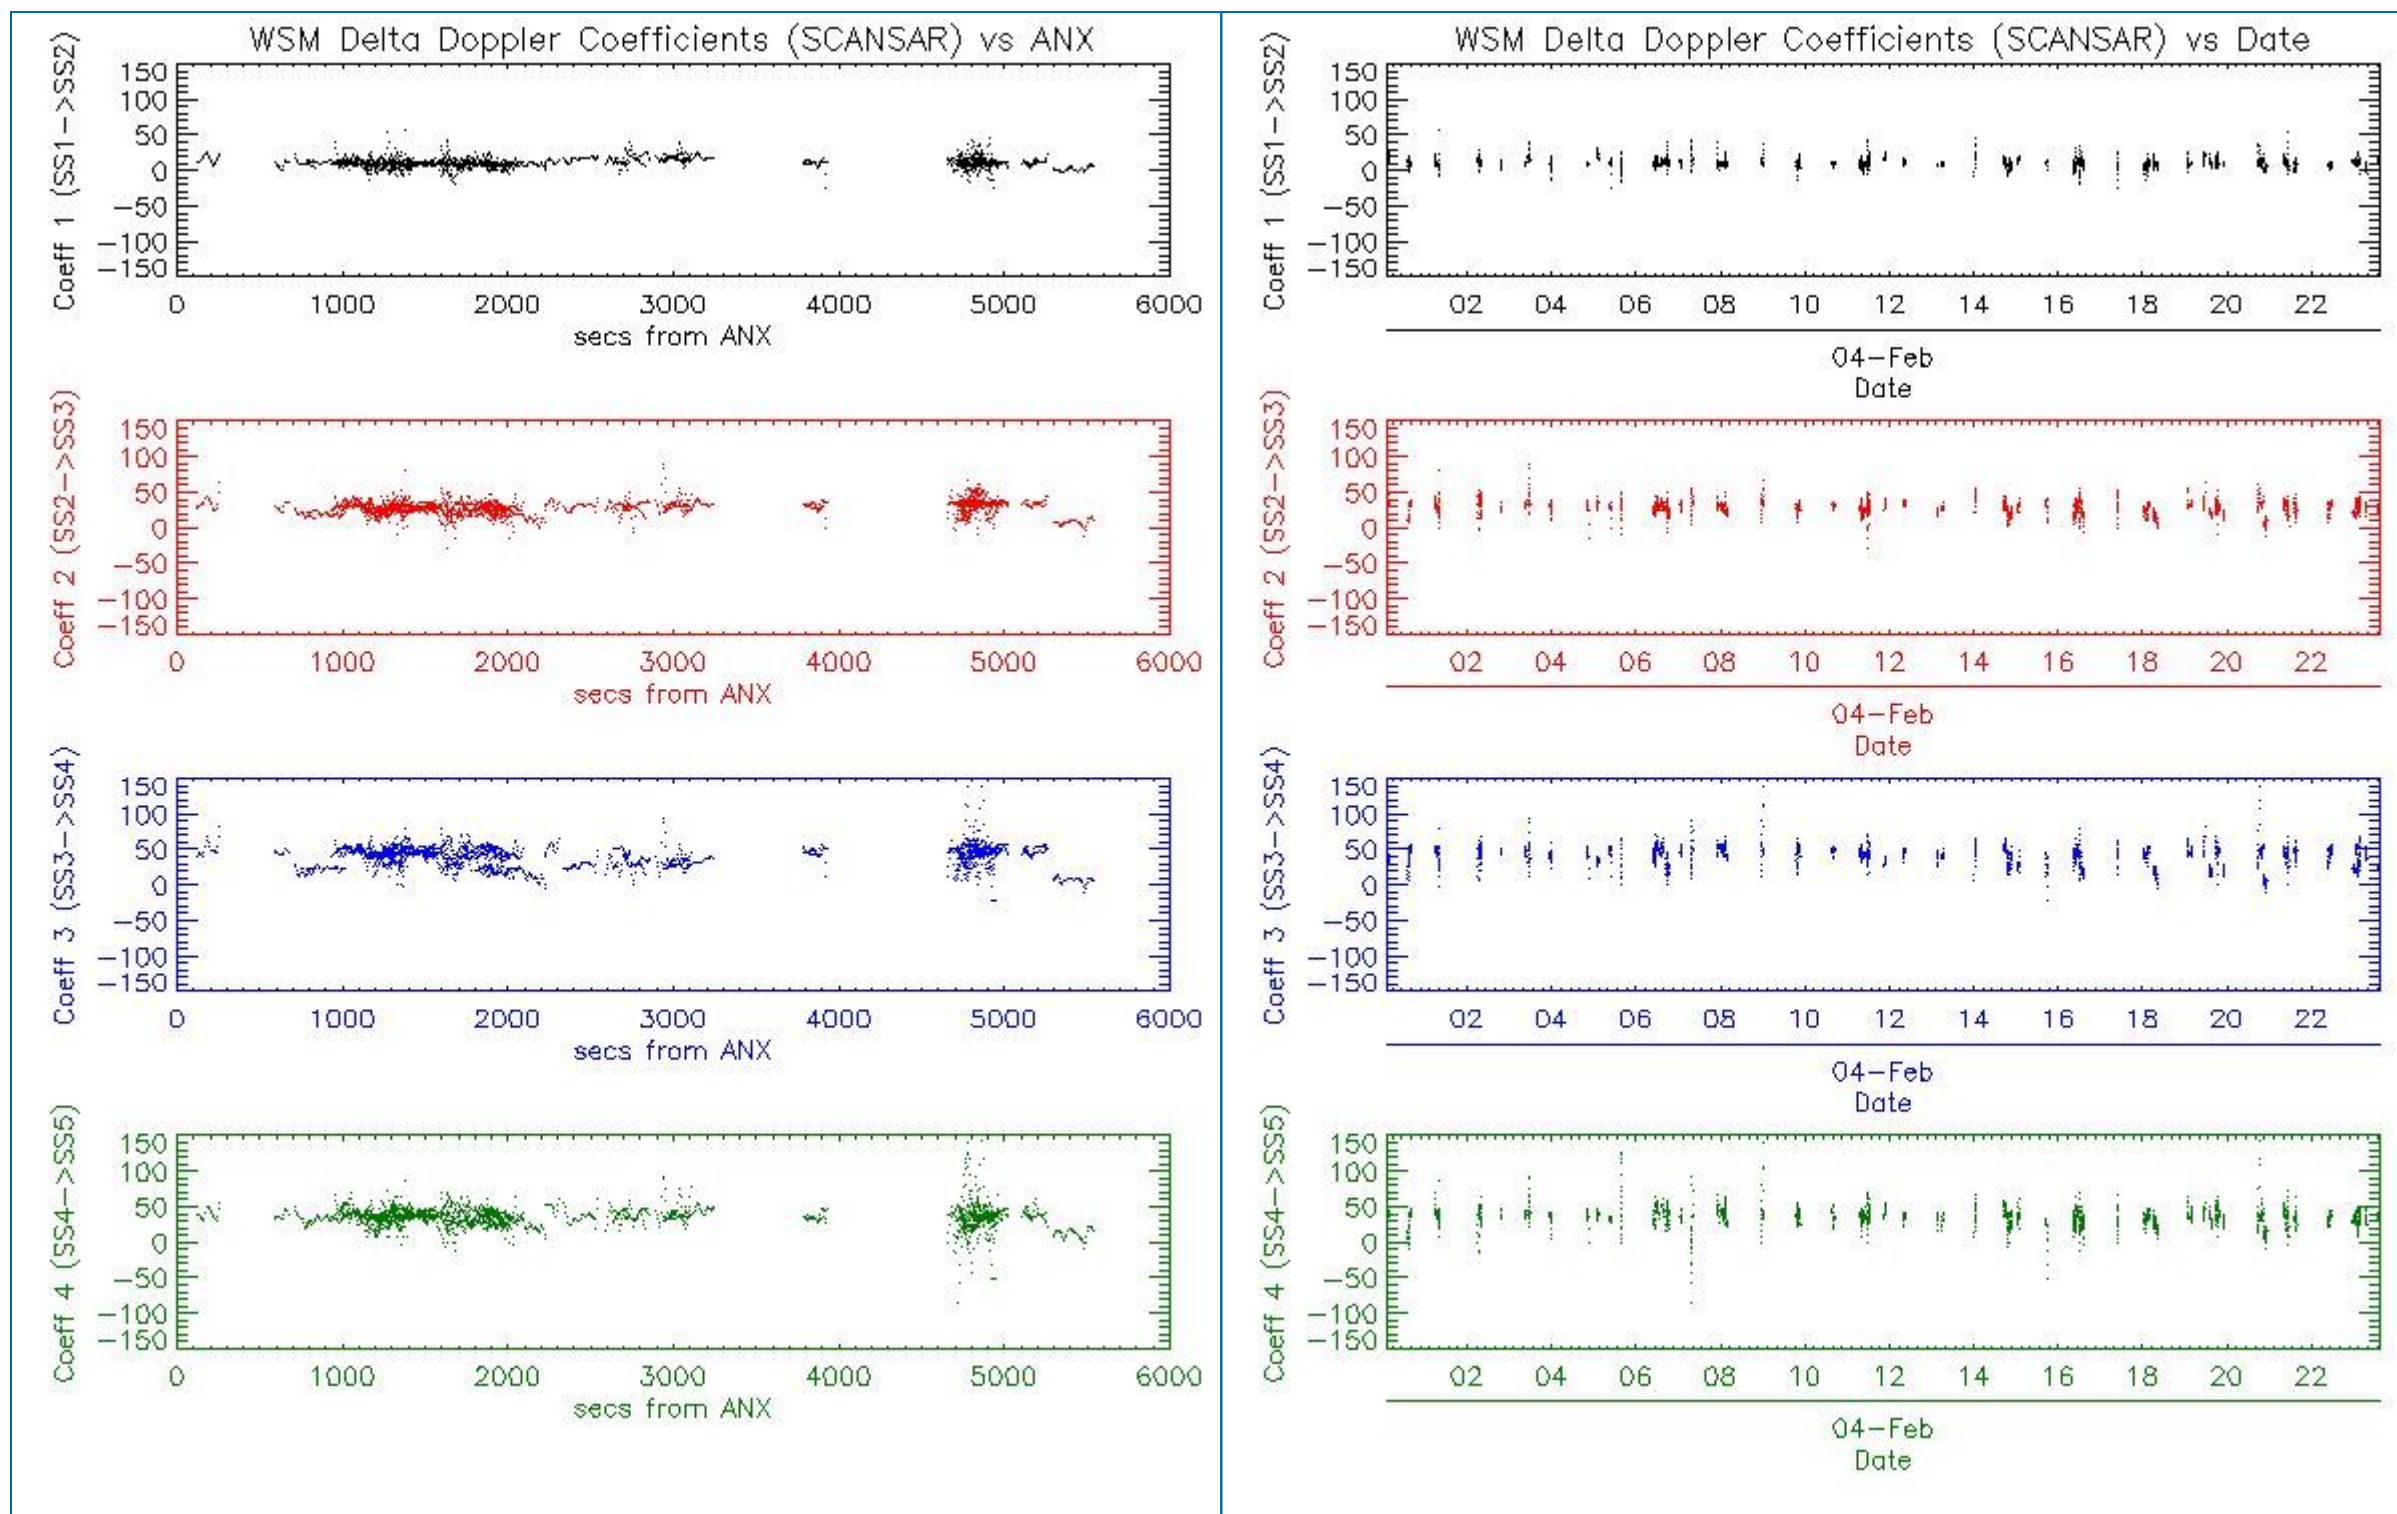 WSM Delta Doppler Coefficients (SCANSAR) vs ANX
Coeff 1 (SS1->SS2)
150
100
50
0
-50
-100
-150
0 1000 2000 3000 4000 5000 6000
secs from ANX
Coeff 2 (SS2->SS3)
150
100
50
0
-50
-100
-150
0 1000 2000 3000 4000 5000 6000
secs from ANX
Coeff 3 (SS3->SS4)
150
100
50
0
-50
-100
-150
0 1000 2000 3000 4000 5000 6000
secs from ANX
Coeff 4 (SS4->SS5)
150
100
50
0
-50
-100
-150
0 1000 2000 3000 4000 5000 6000
secs from ANX
WSM Delta Doppler Coefficients (SCANSAR) vs Date
Coeff 1 (SS1->SS2)
150
100
50
0
-50
-100
-150
02 04 06 08 10 12 14 16 18 20 22
04-Feb
Date
Coeff 2 (SS2->SS3)
150
100
50
0
-50
-100
-150
02 04 06 08 10 12 14 16 18 20 22
04-Feb
Date
Coeff 3 (SS3->SS4)
150
100
50
0
-50
-100
-150
02 04 06 08 10 12 14 16 18 20 22
04-Feb
Date
Coeff 4 (SS4->SS5)
150
100
50
0
-50
-100
-150
02 04 06 08 10 12 14 16 18 20 22
04-Feb
Date